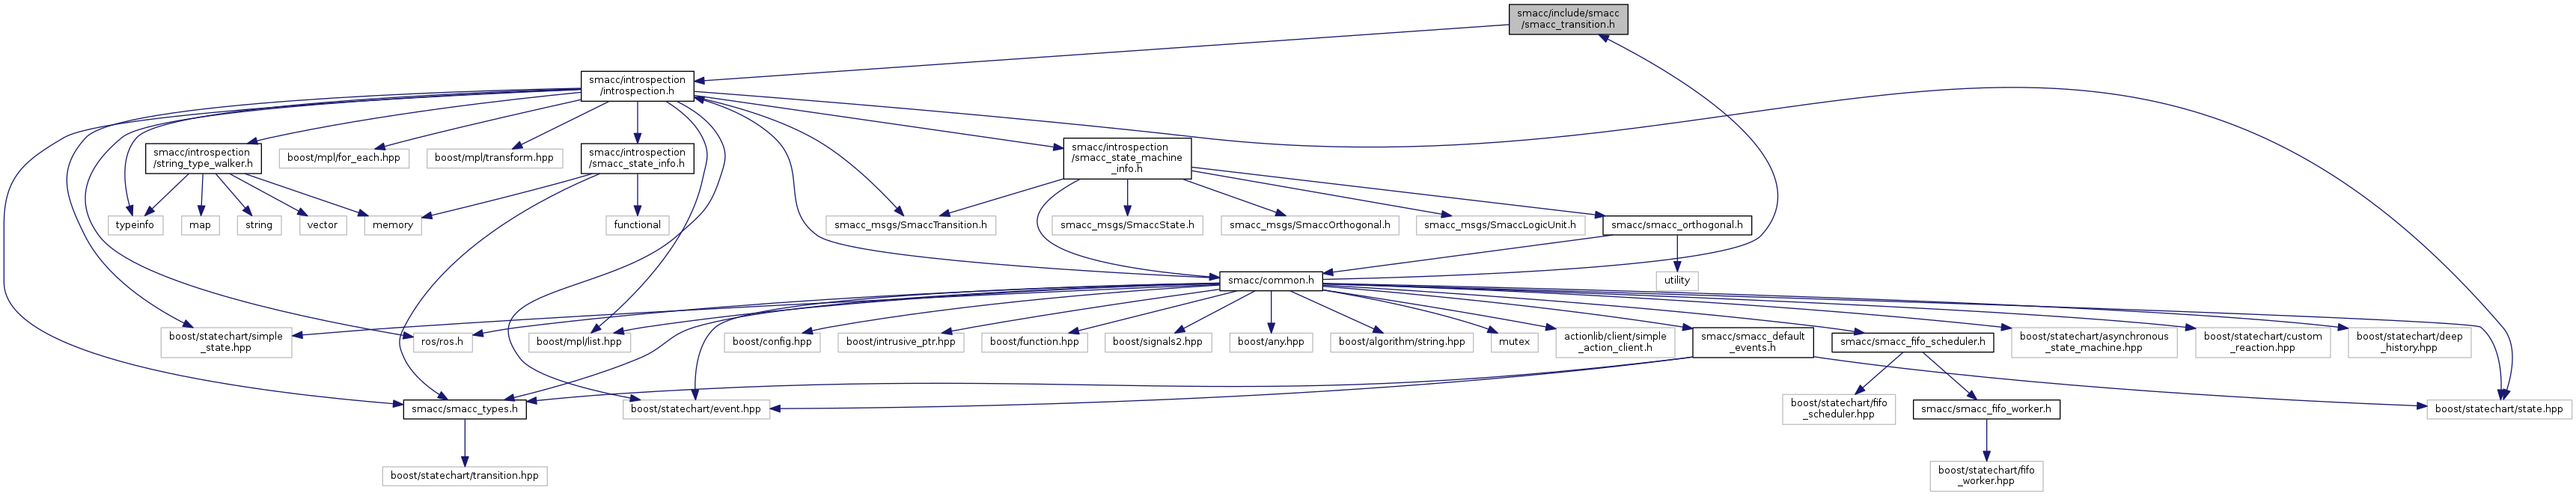 smacc/include/smacc
/smacc_transition.h
smacc/introspection
/introspection.h
smacc/introspection
/string_type_walker.h
boost/mpl/for_each.hpp
boost/mpl/transform.hpp
smacc/introspection
/smacc_state_info.h
smacc/introspection
/smacc_state_machine
_info.h
typeinfo
map
string
vector
memory
functional
smacc_msgs/SmaccTransition.h
smacc_msgs/SmaccState.h
smacc_msgs/SmaccOrthogonal.h
smacc_msgs/SmaccLogicUnit.h
smacc/smacc_orthogonal.h
smacc/common.h
utility
boost/statechart/simple
_state.hpp
ros/ros.h
boost/mpl/list.hpp
boost/config.hpp
boost/intrusive_ptr.hpp
boost/function.hpp
boost/signals2.hpp
boost/any.hpp
boost/algorithm/string.hpp
mutex
actionlib/client/simple
_action_client.h
smacc/smacc_default
_events.h
smacc/smacc_fifo_scheduler.h
boost/statechart/asynchronous
_state_machine.hpp
boost/statechart/custom
_reaction.hpp
boost/statechart/deep
_history.hpp
smacc/smacc_types.h
boost/statechart/event.hpp
boost/statechart/fifo
_scheduler.hpp
smacc/smacc_fifo_worker.h
boost/statechart/state.hpp
boost/statechart/transition.hpp
boost/statechart/fifo
_worker.hpp